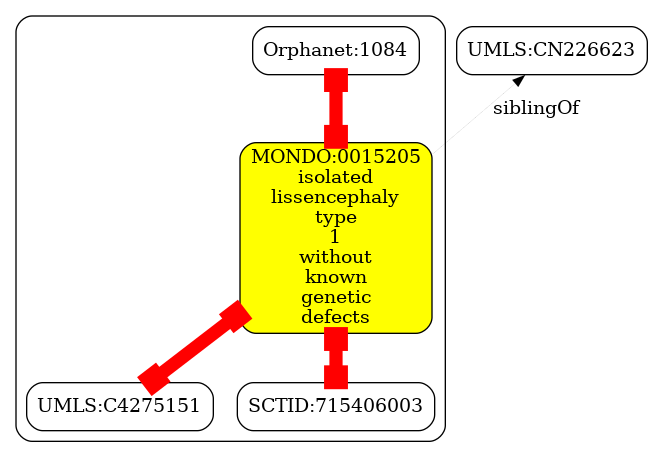 Orphanet:1084
UMLS:CN226623
siblingOf
MONDO:0015205
isolated
lissencephaly
type
1
without
known
genetic
defects
UMLS:C4275151
SCTID:715406003